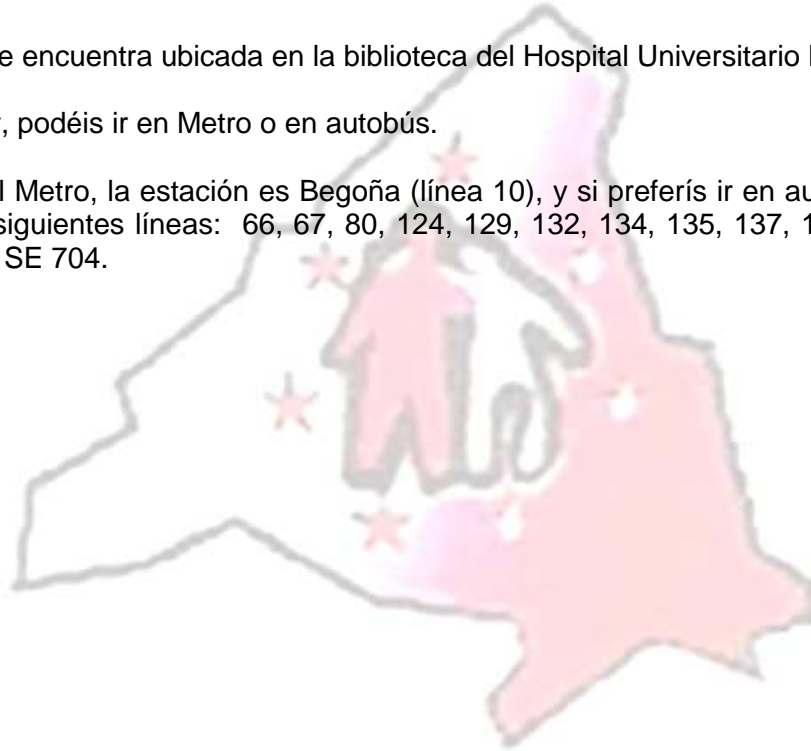 e encuentra ubicada en la biblioteca del Hospital Universitario
, podéis ir en Metro o en autobús.
l Metro, la estación es Begoña (línea 10), y si preferís ir en au
siguientes líneas: 66, 67, 80, 124, 129, 132, 134, 135, 137, 1
SE 704.